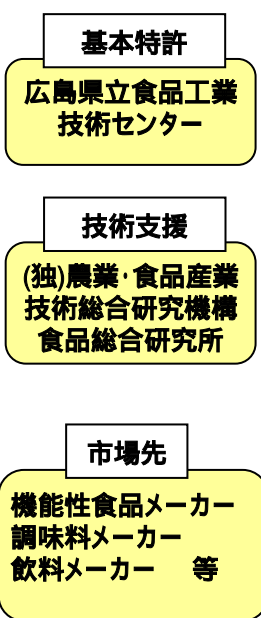 基本特許
広島県立食品工業
技術センター
技術支援
(独)農業・食品産業
技術総合研究機構
食品総合研究所
市場先
機能性食品メーカー
調味料メーカー
飲料メーカー　等